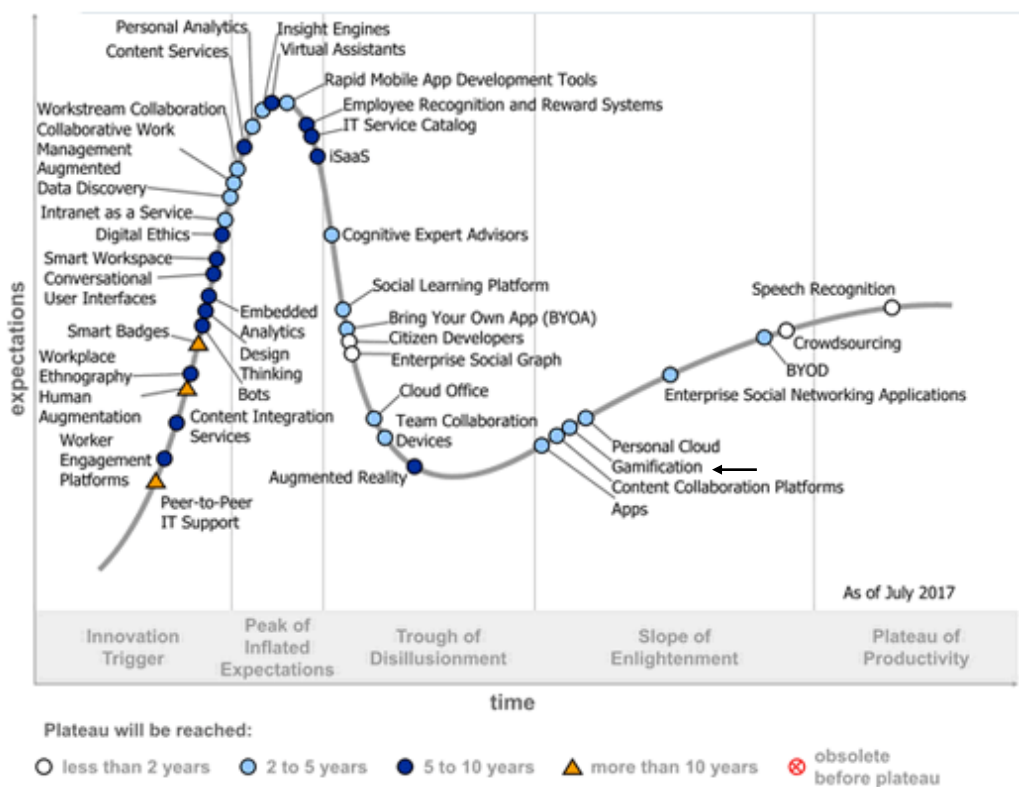 Personal Analytics
Content Services
Insight Engines
Virtual Assistants
Rapid Mobile App Development Tools
Employee Recognition and Reward Systems
IT Service Catalog
iSaaS
Workstream Collaboration
Collaborative Work
Management
Augmented
Data Discovery
Intranet as a Service
Digital Ethics
Smart Workspace
Conversational
User Interfaces
Smart Badges
Workplace
Ethnography
Human
Augmentation
Worker
Engagement
Platforms
Embedded
Analytics
Design
Thinking
Bots
Content Integration
Services
Peer-to-Peer
IT Support
Cognitive Expert Advisors
Social Learning Platform
Bring Your Own App (BYOA)
Citizen Developers
Enterprise Social Graph
Cloud Office
Team Collaboration
Devices
Augmented Reality
Speech Recognition
Crowdsourcing
BYOD
Enterprise Social Networking Applications
Personal Cloud
Gamification
Content Collaboration Platforms
Apps
As of July 2017
expectations
Innovation
Trigger
Peak of
Inflated
Expectations
Trough of
Disillusionment
Slope of
Enlightenment
Plateau of
Productivity
time
Plateau will be reached:
less than 2 years
2 to 5 years
5 to 10 years
more than 10 years
obsolete
before plateau